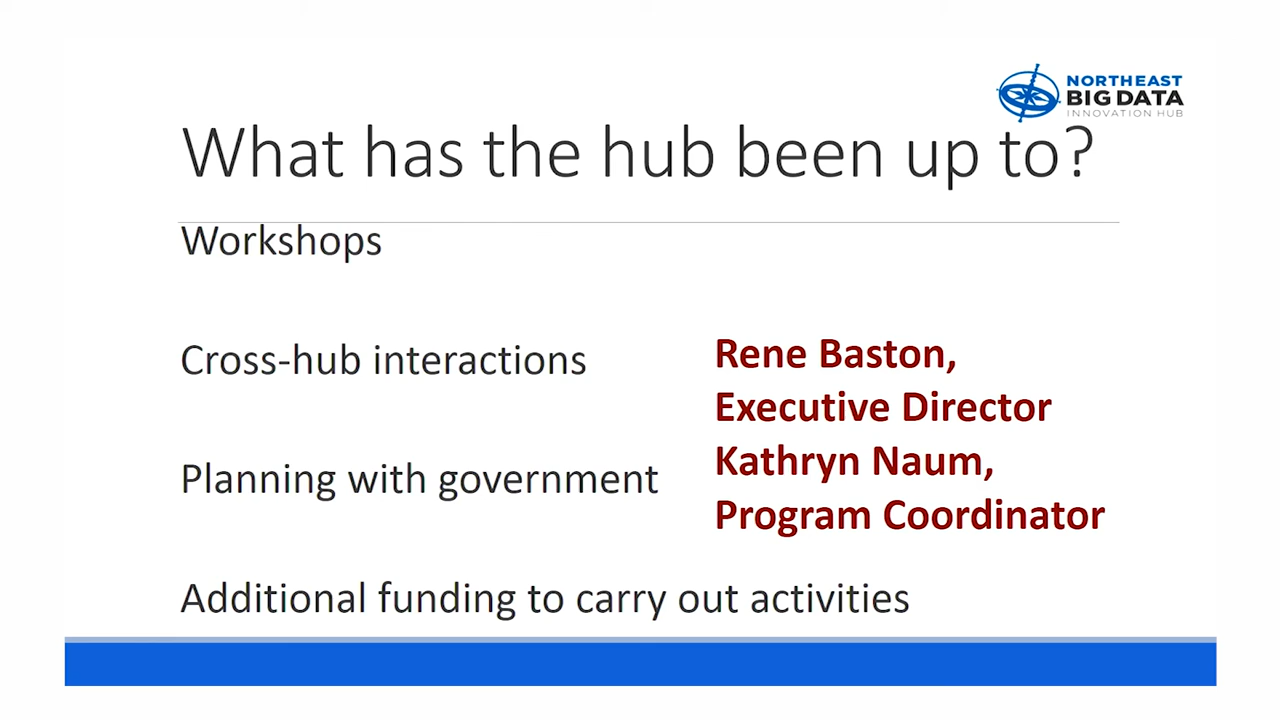 NORTHEAST
BIG DATA
INNOVATION HUB
What has the hub been up to?
Workshops
Cross-hub interactions
Planning with government
Additional funding to carry out activities
Rene Baston,
Executive Director
Kathryn Naum,
Program Coordinator